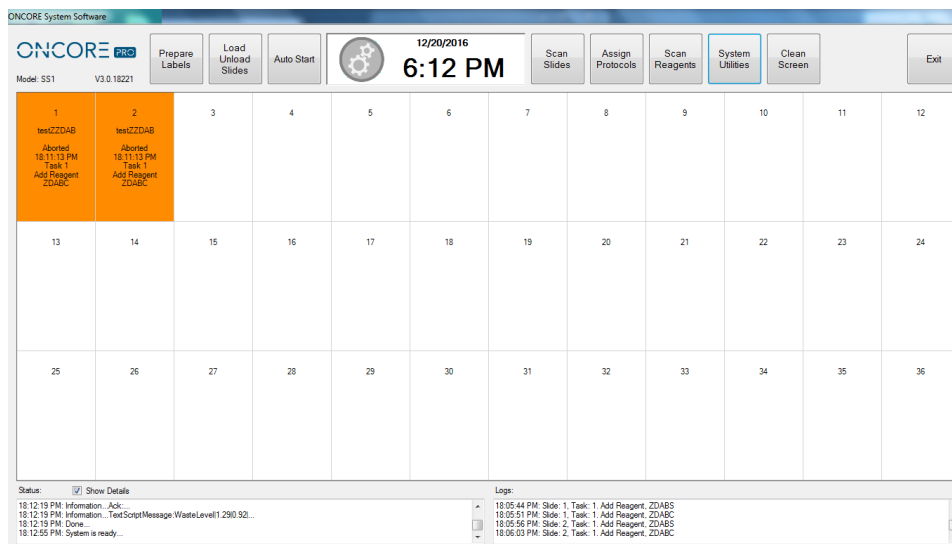 ONCORE System Software
ONCORE PRO
Model: SS1 V3.0.18221
Prepare
Labels
Load
Unload
Slides
Auto Start
12/20/2016
6:12 PM
Scan
Slides
Assign
Protocols
Scan
Reagents
System
Utilities
Clean
Screen
Exit
1
testZZDAB
Aborted
18:11:13 PM
Task 1
Add Reagent
ZDABC
2
testZZDAB
Aborted
18:11:13 PM
Task 1
Add Reagent
ZDABC
3
4
5
6
7
8
9
10
11
12
13
14
15
16
17
18
19
20
21
22
23
24
25
26
27
28
29
30
31
32
33
34
35
36
Status: Show Details
18:12:19 PM: Information...Ack:...
18:12:19 PM: Information...TextScriptMessage:WasteLevel|1.29|0.92|...
18:12:19 PM: Done...
18:12:55 PM: System is ready...
Logs:
18:05:44 PM: Slide: 1, Task: 1. Add Reagent, ZDABS
18:05:51 PM: Slide: 1, Task: 1. Add Reagent, ZDABC
18:05:56 PM: Slide: 2, Task: 1. Add Reagent, ZDABS
18:06:03 PM: Slide: 2, Task: 1. Add Reagent, ZDABC